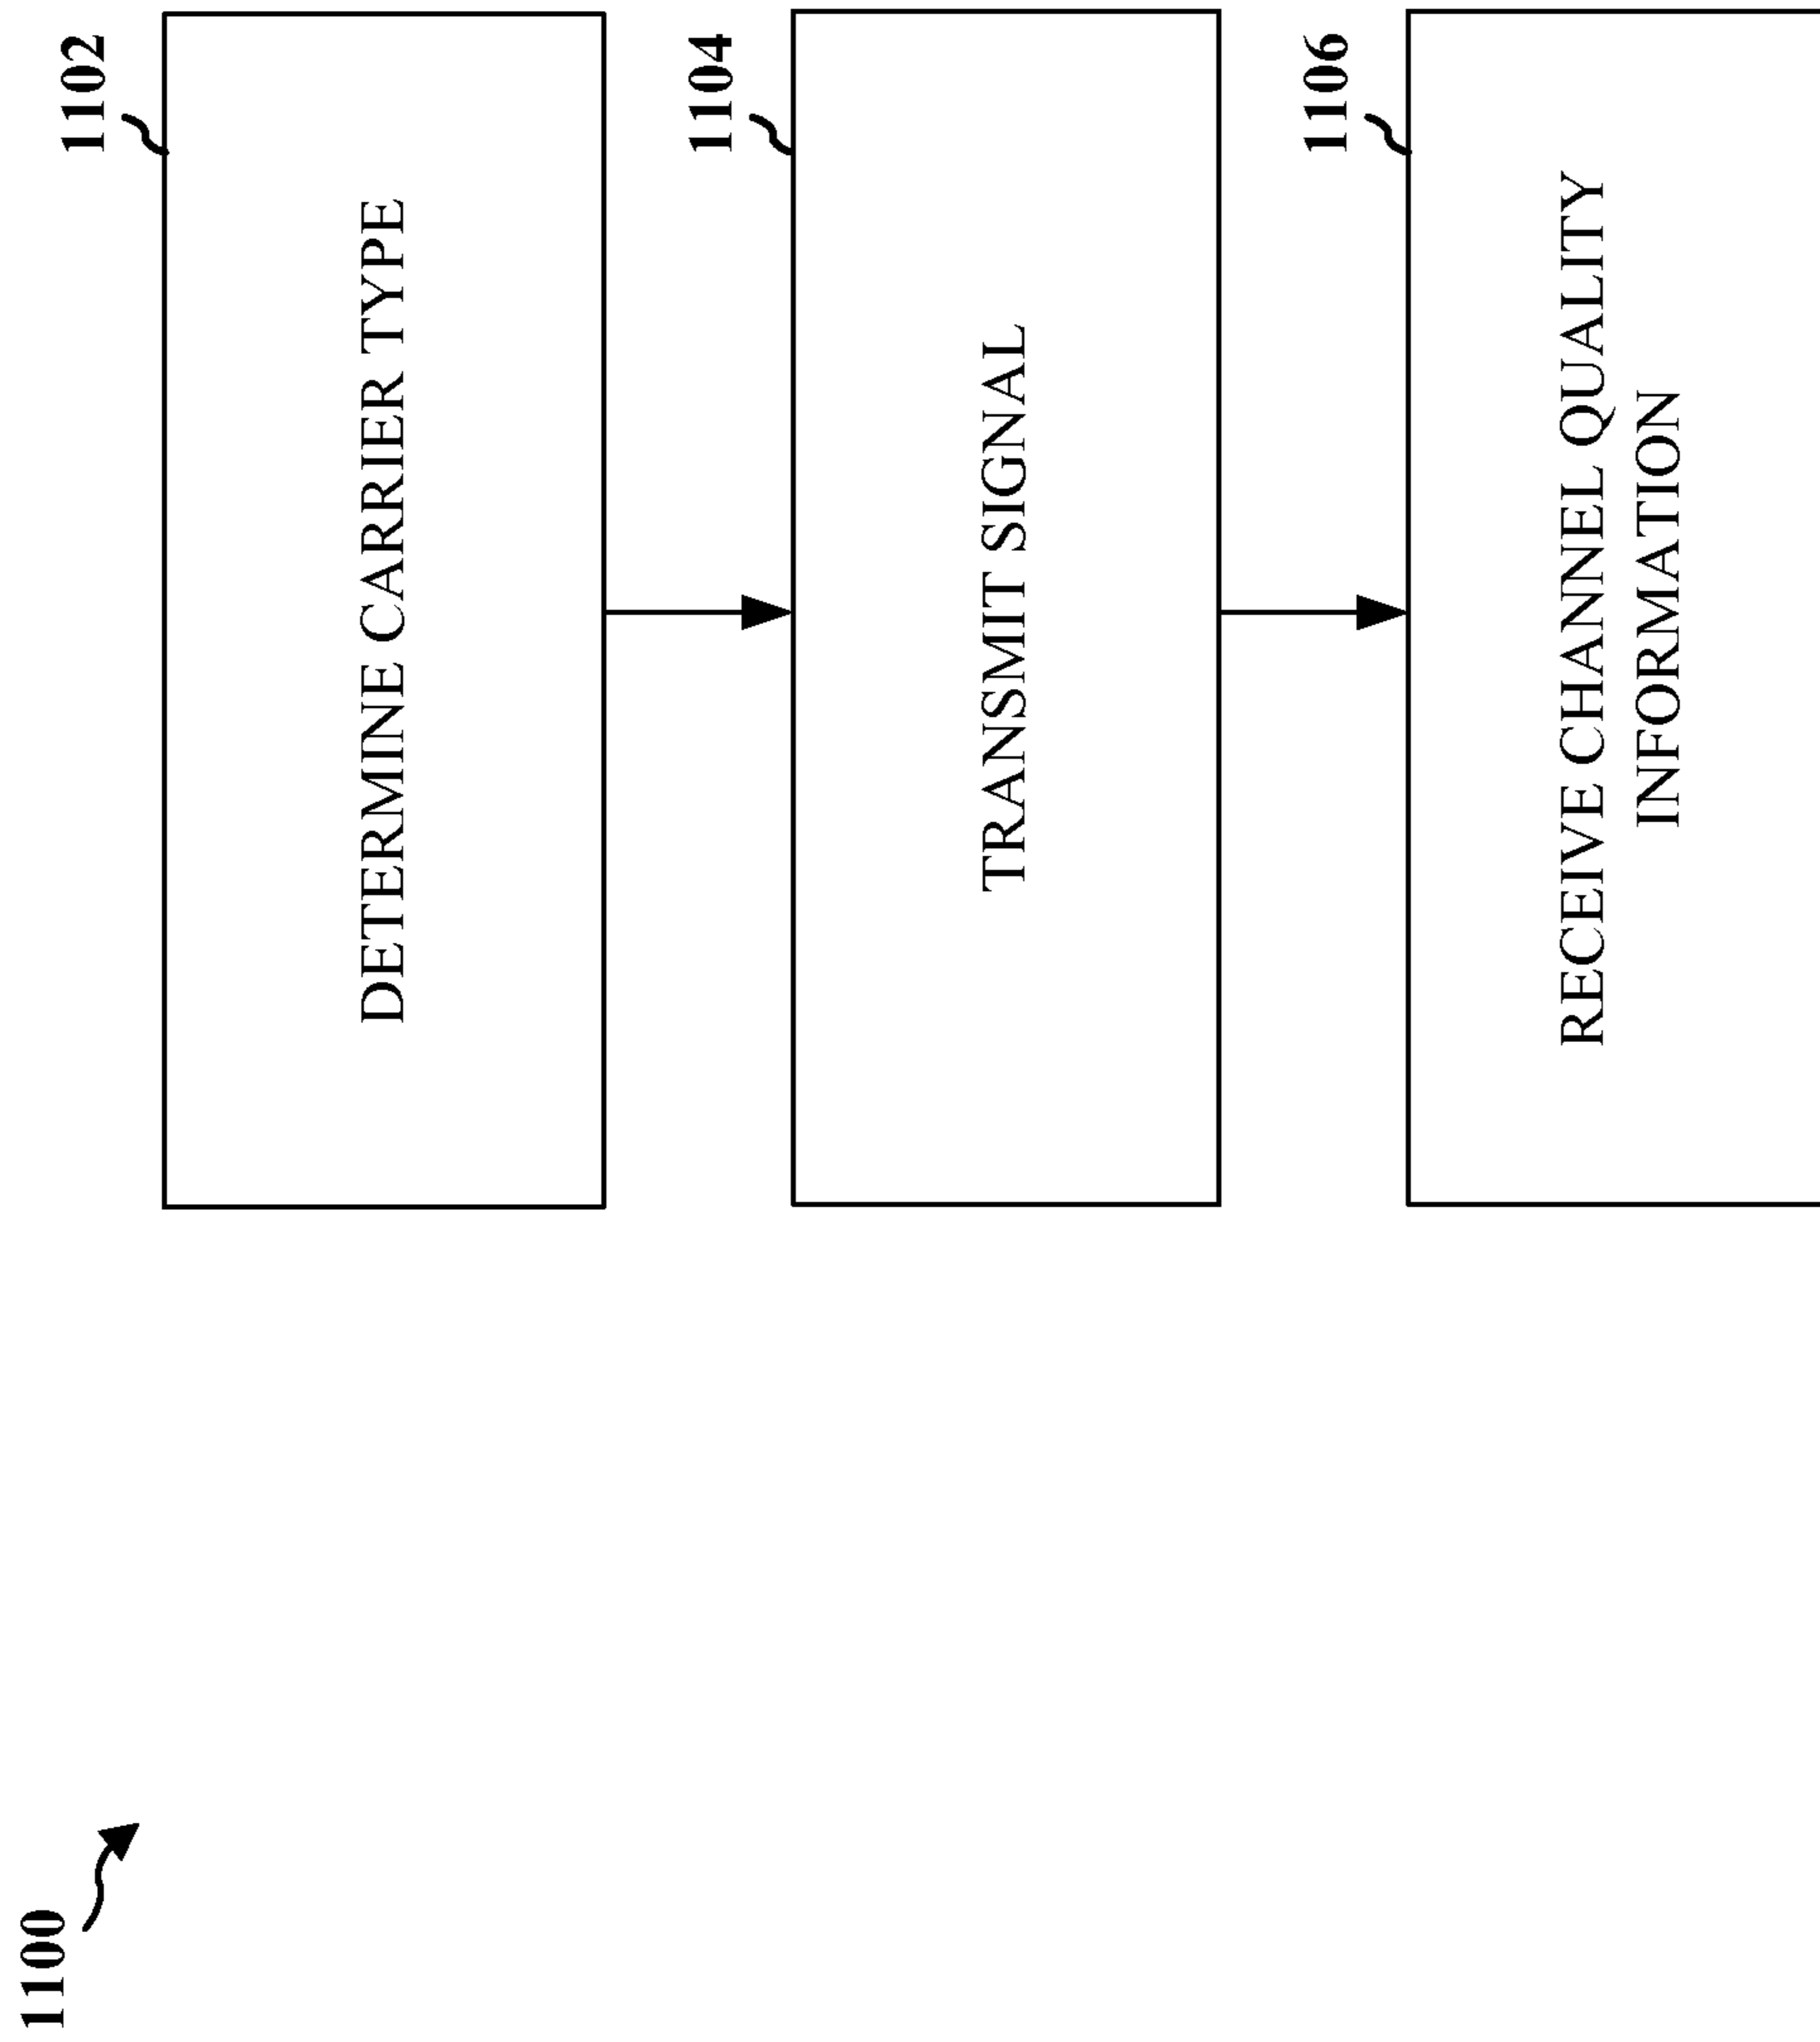 1100
1102
DETERMINE CARRIER TYPE
1104
TRANSMIT SIGNAL
1106
RECEIVE CHANNEL QUALITY
INFORMATION